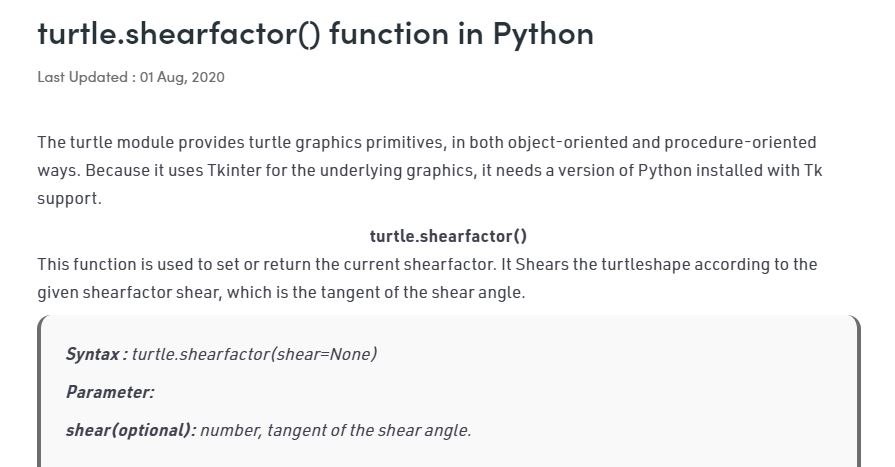 turtle.shearfactor() function in Python
Last Updated : 01 Aug, 2020
The turtle module provides turtle graphics primitives, in both object-oriented and procedure-oriented
ways. Because it uses Tkinter for the underlying graphics, it needs a version of Python installed with Tk
support.
turtle.shearfactor()
This function is used to set or return the current shearfactor. It Shears the turtleshape according to the
given shearfactor shear, which is the tangent of the shear angle.
Syntax : turtle.shearfactor(shear=None)
Parameter:
shear(optional): number, tangent of the shear angle.